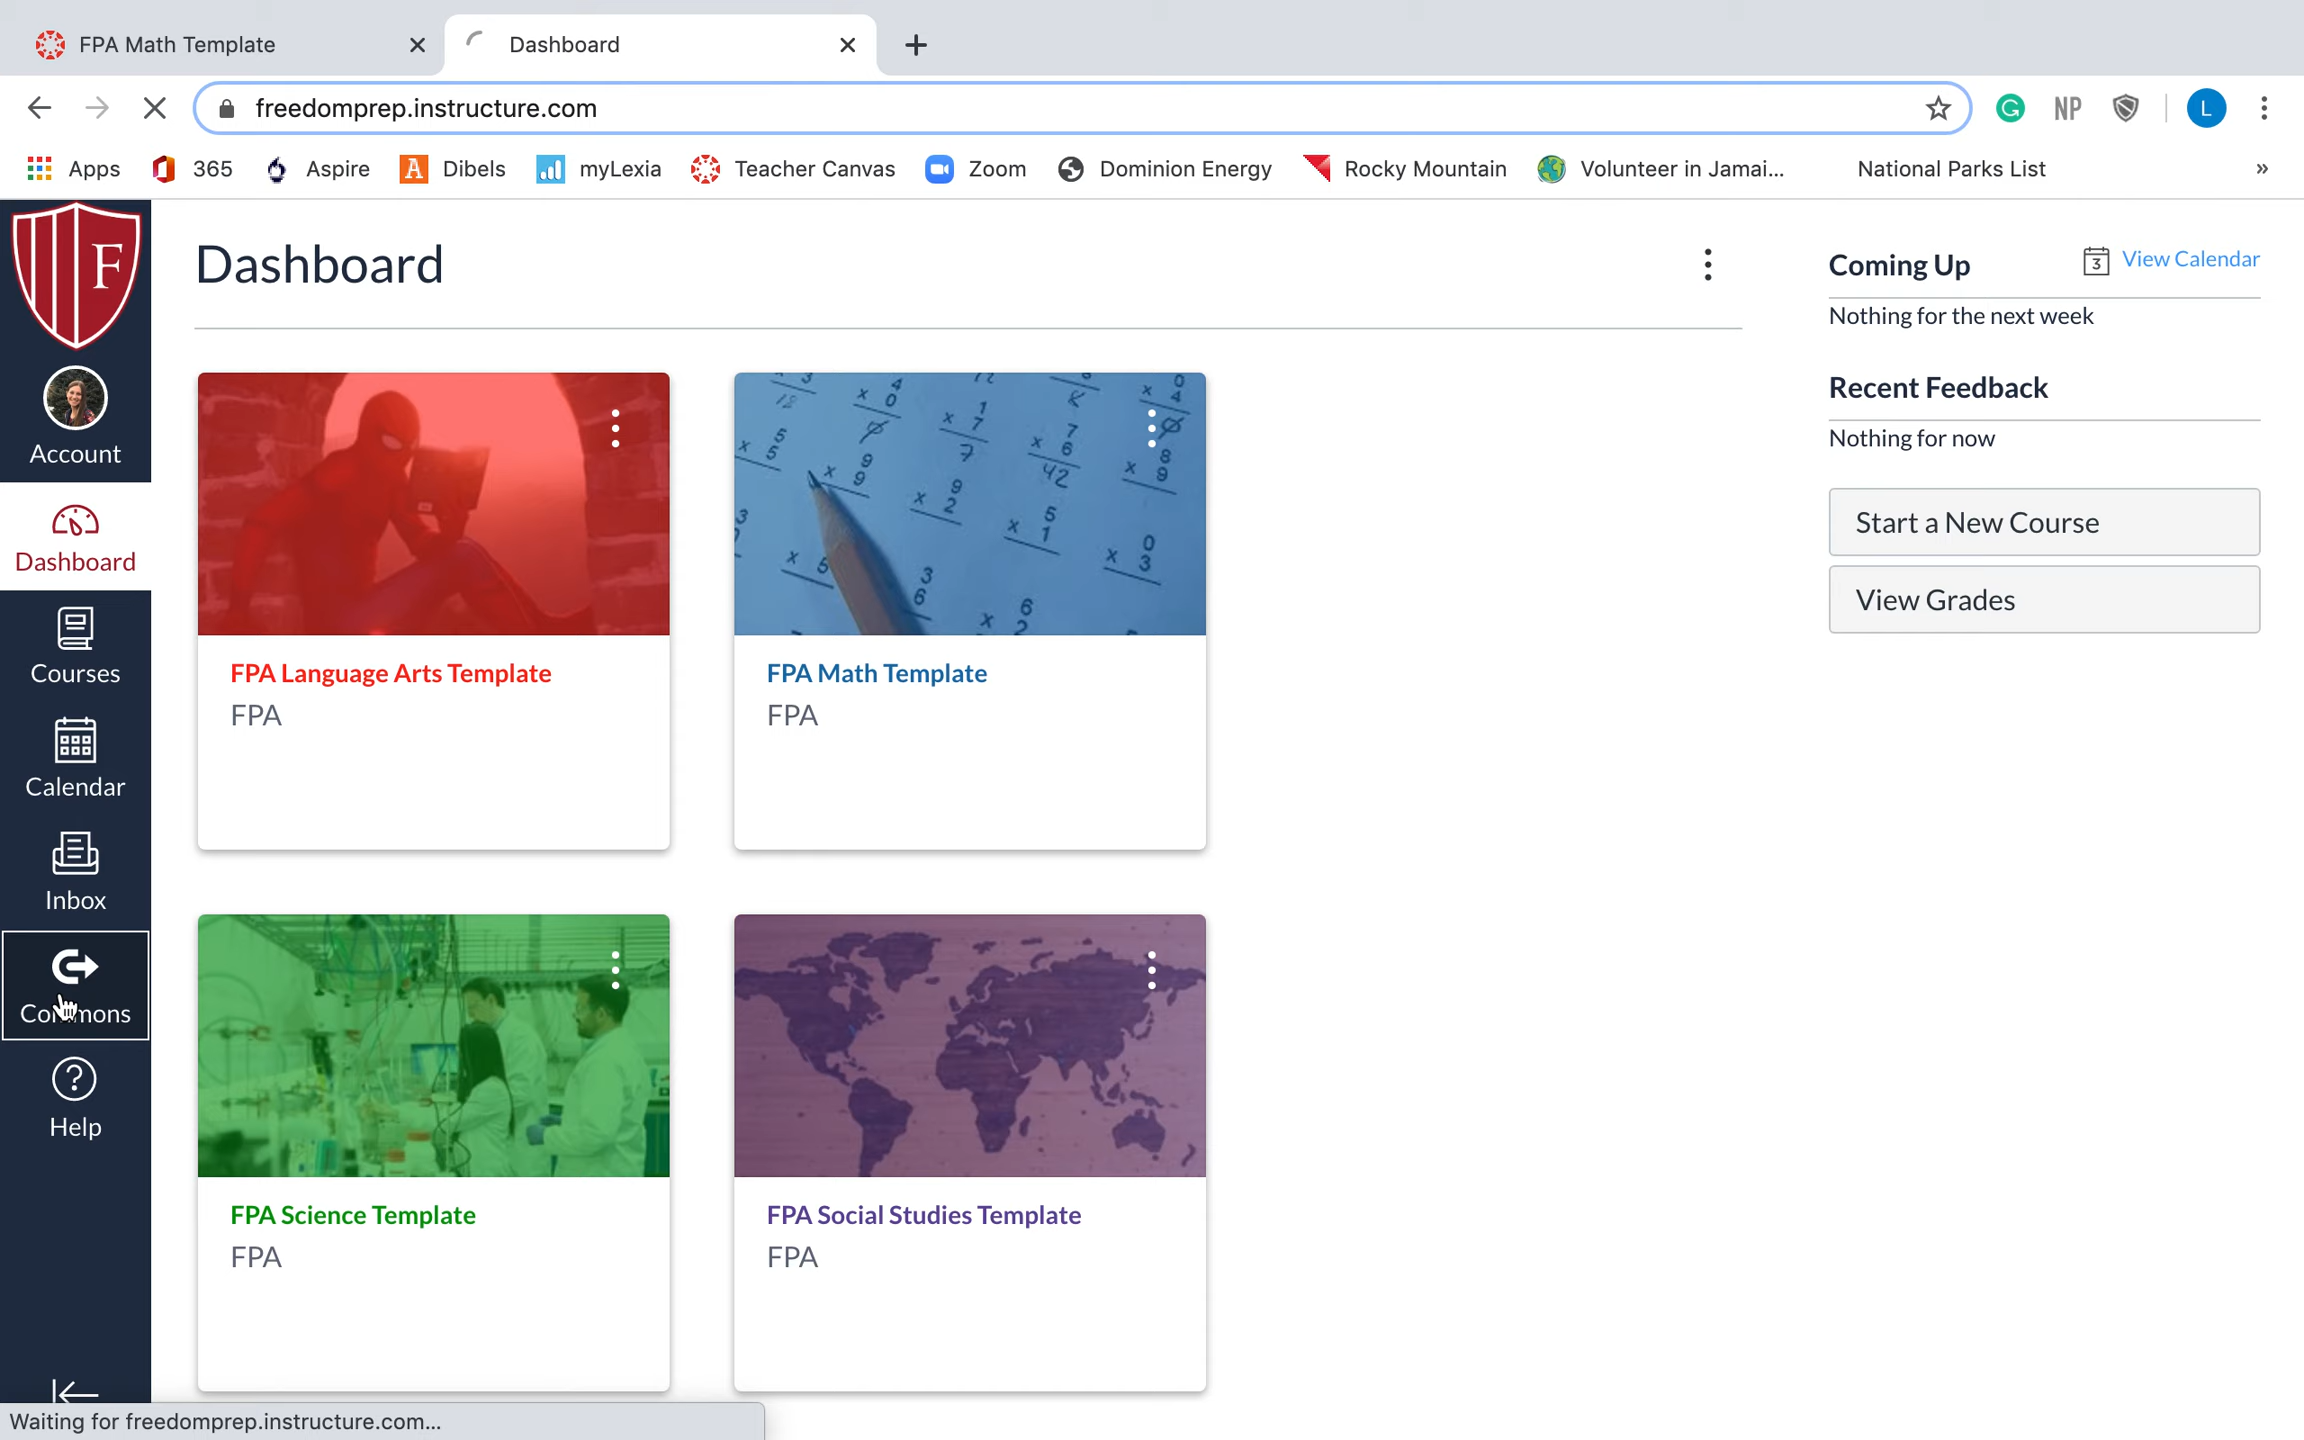 FPA Math Template
Dashboard
freedomprep.instructure.com
NP
L
Apps
365
Aspire
A Dibels
myLexia
Teacher Canvas
Zoom
Dominion Energy
Rocky Mountain
Volunteer in Jamai...
National Parks List
»
F
Account
Dashboard
Courses
Calendar
Inbox
Commons
Help
Dashboard
FPA Language Arts Template
FPA
FPA Math Template
FPA
FPA Science Template
FPA
FPA Social Studies Template
FPA
Coming Up
3 View Calendar
Nothing for the next week
Recent Feedback
Nothing for now
Start a New Course
View Grades
Waiting for freedomprep.instructure.com...